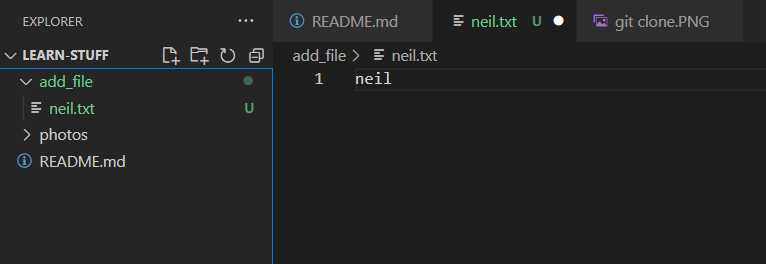 EXPLORER
LEARN-STUFF
add_file
neil.txt U
photos
README.md
README.md neil.txt U git clone.PNG
add_file > neil.txt
1 neil